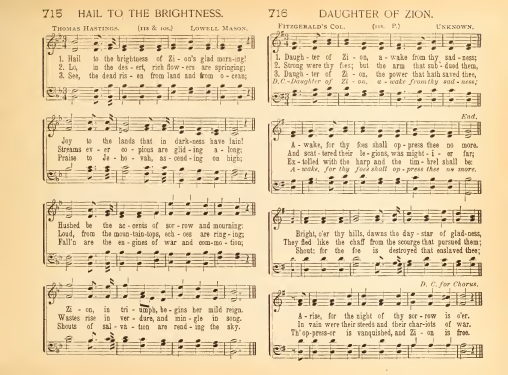 715 HAIL TO THE BRIGHTNESS.
THOMAS HASTINGS. (11s & 10s.) LOWELL MASON.
1. Hail to the brightness of Zi-on's glad morn-ing!
2. Lo, in the des-ert, rich flow-ers are springing;
3. See, the dead ris-en from land and from o-cean;
Joy to the lands that in dark-ness have lain!
Streams ev-er co-pious are glid-ing a-long;
Praise to Je-ho-vah, as-cend-ing on high;
Hushed be the ac-cents of sor-row and mourning;
Loud, from the moun-tain-tops, ech-oes are ring-ing;
Fall'n are the en-gines of war and com-mo-tion;
Zi-on, in tri-umph, be-gins her mild reign.
Wastes rise in ver-dure, and min-gle in song.
Shouts of sal-va-tion are rend-ing the sky.
716 DAUGHTER OF ZION.
FITZGERALD'S COL. (11s. P.) UNKNOWN.
1. Daugh-ter of Zi-on, a-wake from thy sad-ness;
2. Strong were thy foes; but the arm that sub-dued them,
3. Daugh-ter of Zi-on, the power that hath saved thee,
D.C.-Daughter of Zi-on, a-wake from thy sad-ness;
End.
A-wake, for thy foes shall op-press thee no more.
And scat-tered their le-gions, was might-i-er far;
Ex-tolled with the harp and the tim-brel shall be;
A-wake, for thy foes shall op-press thee no more.
Bright, o'er thy hills, dawns the day-star of glad-ness,
They fled like the chaff from the scourge that pursued them;
Shout; for the foe is destroyed that enslaved thee;
D. C. for Chorus.
A-rise, for the night of thy sor-row is o'er.
In vain were their steeds and their char-iots of war.
Th' op-press-or is vanquished, and Zi-on is free.